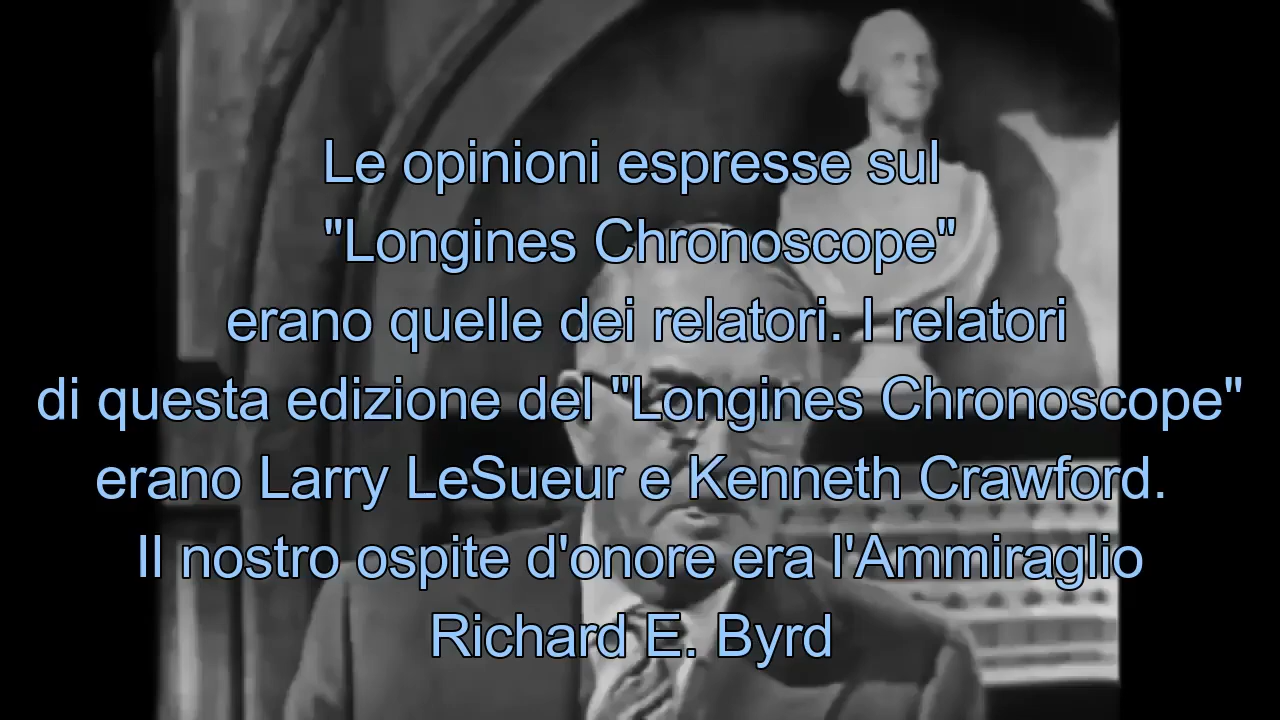 Le opinioni espresse sul
"Longines Chronoscope"
erano quelle dei relatori. I relatori
di questa edizione del "Longines Chronoscope"
erano Larry LeSueur e Kenneth Crawford.
Il nostro ospite d'onore era l'Ammiraglio
Richard E. Byrd